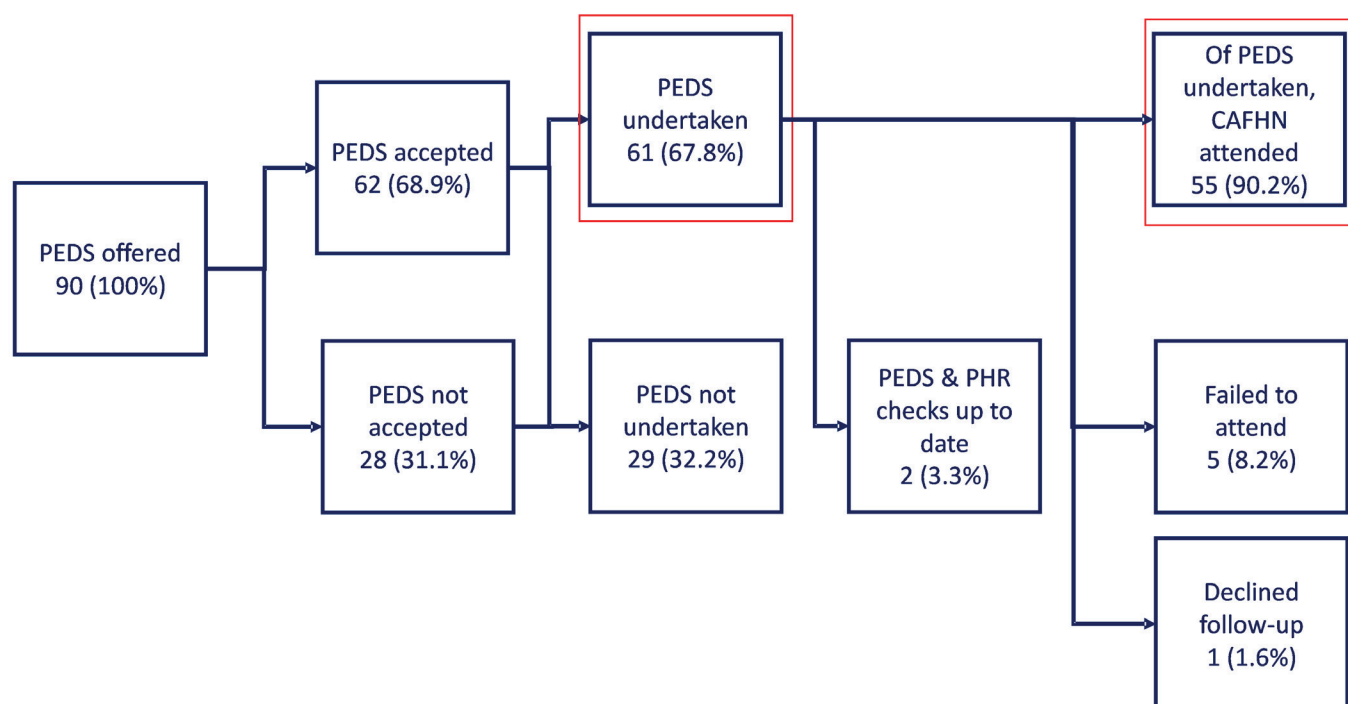 PEDS offered
90 (100%)
PEDS accepted
62 (68.9%)
PEDS not
accepted
28 (31.1%)
PEDS
undertaken
61 (67.8%)
PEDS not
undertaken
29 (32.2%)
PEDS & PHR
checks up to
date
2 (3.3%)
Of PEDS
undertaken,
CAFHN
attended
55 (90.2%)
Failed to
attend
5 (8.2%)
Declined
follow-up
1 (1.6%)